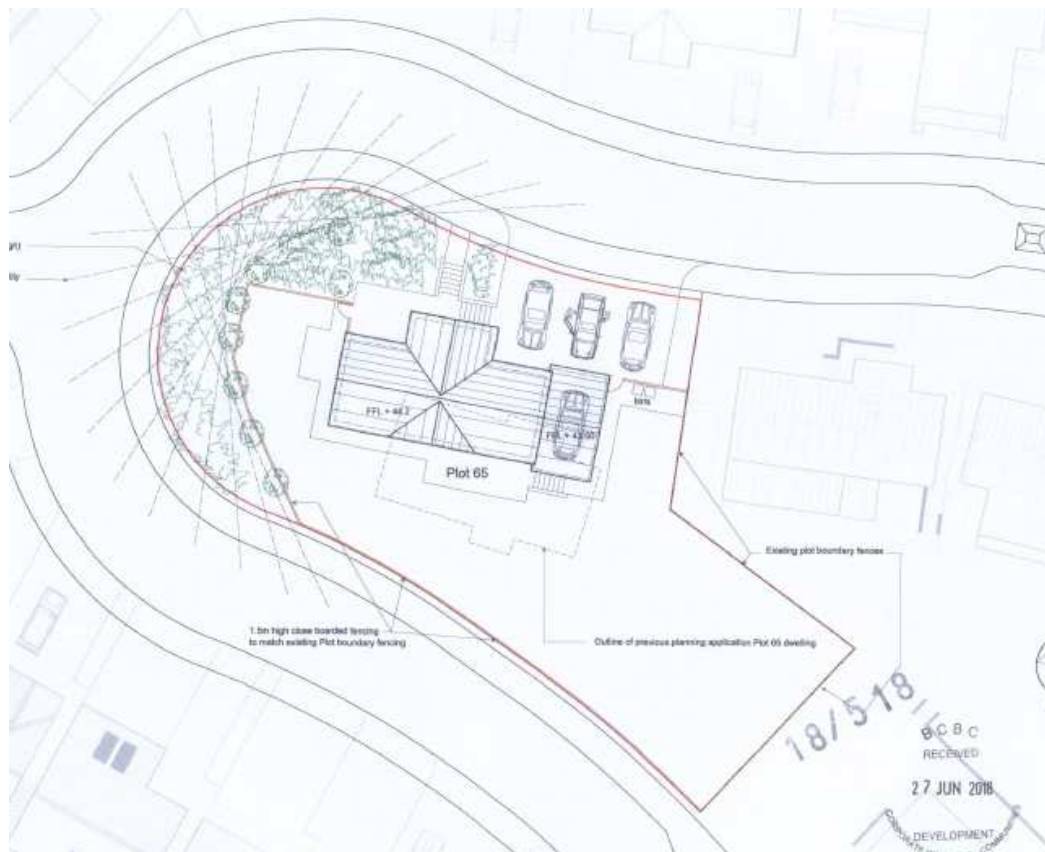 FFL + 44.2
Plot 65
bins
Existing plot boundary fences
1.5m high close boarded fencing
to match existing Plot boundary fencing
Outline of previous planning application Plot 65 dwelling
18/518
BCBC
RECEIVED
27 JUN 2018
DEVELOPMENT